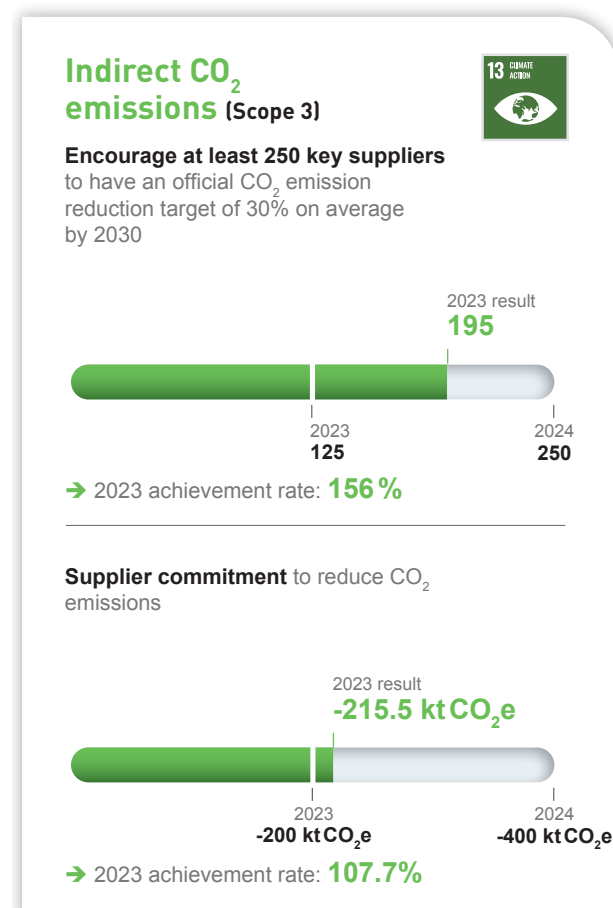 Indirect CO₂
emissions (Scope 3)
13 CLIMATE
ACTION
Encourage at least 250 key suppliers
to have an official CO₂ emission
reduction target of 30% on average
by 2030
2023 result
195
2023
125
2024
250
➔ 2023 achievement rate: 156 %
Supplier commitment to reduce CO₂
emissions
2023 result
-215.5 kt CO₂e
2023
-200 kt CO₂e
2024
-400 kt CO₂e
➔ 2023 achievement rate: 107.7%